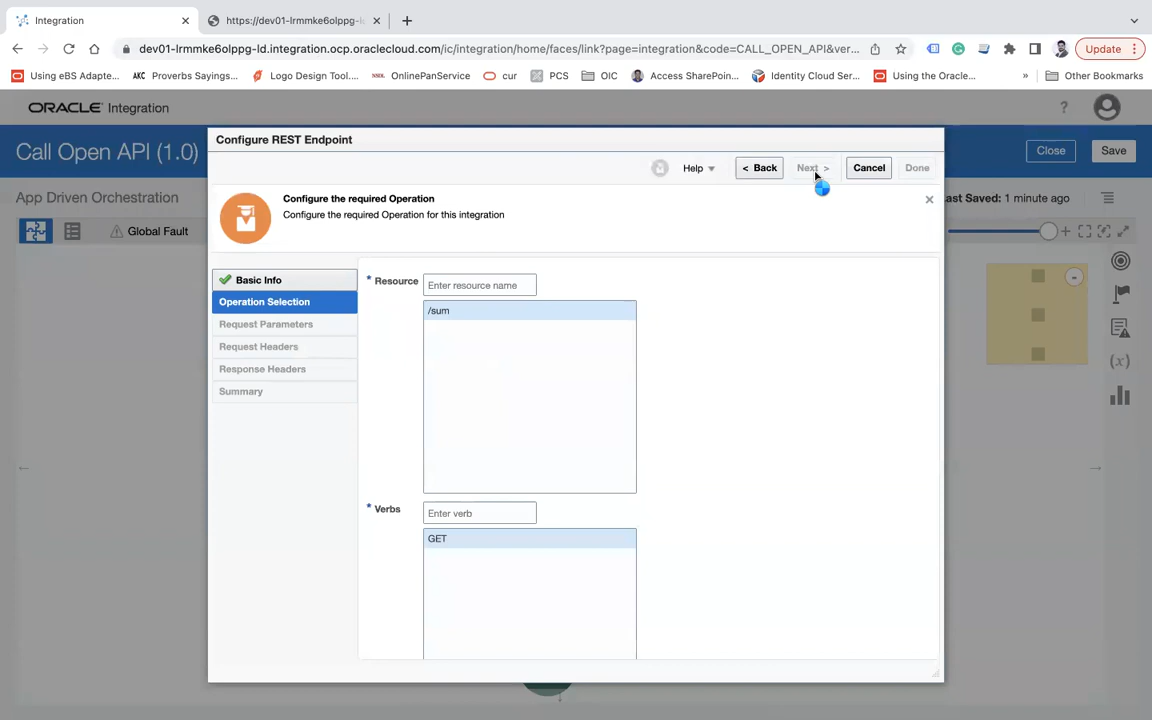 Integration
https://dev01-lrmmke6olppg-l
dev01-lrmmke6olppg-ld.integration.ocp.oraclecloud.com/ic/integration/home/faces/link?page=integration&code=CALL_OPEN_API&ver...
Update
Using eBS Adapte...
AKC
Proverbs Sayings...
Logo Design Tool....
OnlinePanService
cur
PCS
OIC
Access SharePoin...
Identity Cloud Ser...
Using the Oracle...
»
Other Bookmarks
ORACLE Integration
?
Call Open API (1.0)
Close
Save
App Driven Orchestration
ast Saved: 1 minute ago
Global Fault
Configure REST Endpoint
Help
< Back
Next >
Cancel
Done
Configure the required Operation
Configure the required Operation for this integration
Basic Info
Operation Selection
Request Parameters
Request Headers
Response Headers
Summary
* Resource
Enter resource name
/sum
* Verbs
Enter verb
GET
(x)